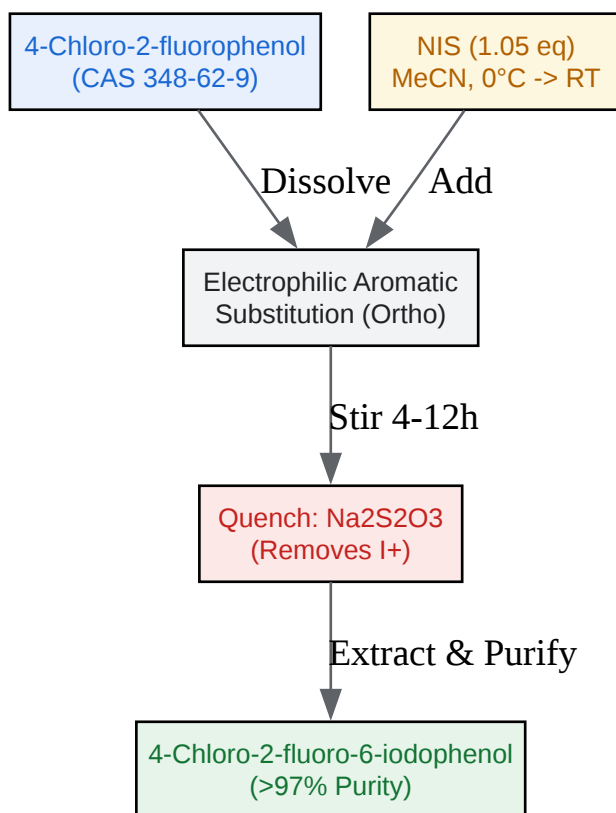 4-Chloro-2-fluorophenol
(CAS 348-62-9)
NIS (1.05 eq)
MeCN, 0°C -> RT
Dissolve
Add
Electrophilic Aromatic
Substitution (Ortho)
Stir 4-12h
Quench: Na2S2O3
(Removes I+)
Extract & Purify
4-Chloro-2-fluoro-6-iodophenol
(>97% Purity)